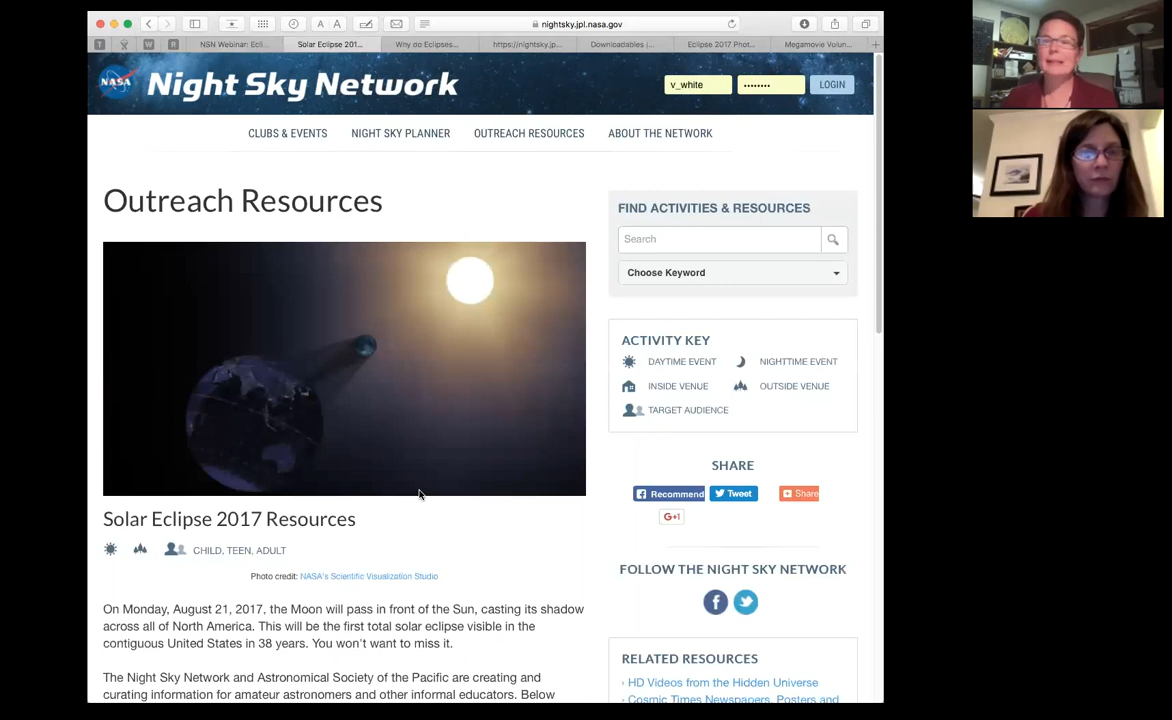 nightsky.jpl.nasa.gov
A A
T
W
R
NSN Webinar: Ecli...
Solar Eclipse 201...
Why do Eclipses...
https://nightsky.jp...
Downloadables |...
Eclipse 2017 Phot...
Megamovie Volun...
NASA
Night Sky Network
v_white
••••••••
LOGIN
CLUBS & EVENTS
NIGHT SKY PLANNER
OUTREACH RESOURCES
ABOUT THE NETWORK
Outreach Resources
Solar Eclipse 2017 Resources
CHILD, TEEN, ADULT
Photo credit: NASA's Scientific Visualization Studio
On Monday, August 21, 2017, the Moon will pass in front of the Sun, casting its shadow
across all of North America. This will be the first total solar eclipse visible in the
contiguous United States in 38 years. You won't want to miss it.
The Night Sky Network and Astronomical Society of the Pacific are creating and
curating information for amateur astronomers and other informal educators. Below
FIND ACTIVITIES & RESOURCES
Search
Choose Keyword
ACTIVITY KEY
DAYTIME EVENT
NIGHTTIME EVENT
INSIDE VENUE
OUTSIDE VENUE
TARGET AUDIENCE
SHARE
Recommend
Tweet
Share
G+1
FOLLOW THE NIGHT SKY NETWORK
RELATED RESOURCES
› HD Videos from the Hidden Universe
› Cosmic Times Newspapers, Posters and